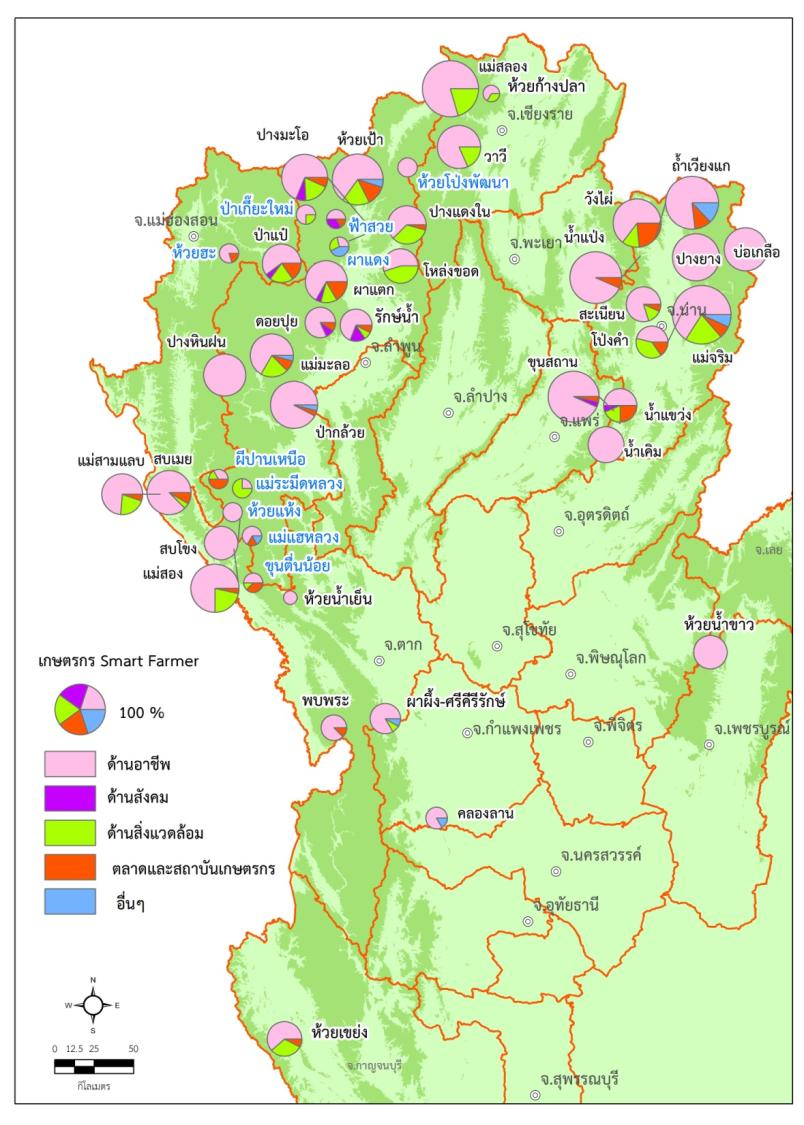 แม่สลอง
ห้วยก้างปลา
จ.เชียงราย
ปางมะโอ
ห้วยเป้า
วาวี
ถ้ำเวียงแก
ห้วยโป่งพัฒนา
วังไผ่
ป่าเกี๊ยะใหม่
ปางแดงใน
จ.แม่ฮ่องสอน
ฟ้าสวย
ป่าแป๋
จ.พะเยา
น้ำแป่ง
ห้วยฮะ
ผาแดง
บ่อเกลือ
ปางยาง
โหล่งขอด
ผาแตก
สะเนียน
จ.น่าน
ดอยปุย
รักษ์น้ำ
โป่งคำ
ปางหินฝน
จ.ลำพูน
แม่จริม
แม่มะลอ
ขุนสถาน
จ.ลำปาง
น้ำแขว่ง
จ.แพร่
ป่ากล้วย
น้ำเคิม
แม่สามแลบ
สบเมย
ผีปานเหนือ
แม่ระมีดหลวง
ห้วยแห้ง
จ.อุตรดิตถ์
แม่แฮหลวง
สบโขง
จ.เลย
ขุนตื่นน้อย
แม่สอง
ห้วยน้ำเย็น
ห้วยน้ำขาว
จ.สุโขทัย
จ.ตาก
จ.พิษณุโลก
เกษตรกร Smart Farmer
100 %
พบพระ
ผาผึ้ง-ศรีคีรีรักษ์
จ.กำแพงเพชร
จ.พิจิตร
จ.เพชรบูรณ์
ด้านอาชีพ
ด้านสังคม
คลองลาน
ด้านสิ่งแวดล้อม
จ.นครสวรรค์
ตลาดและสถาบันเกษตรกร
อื่นๆ
จ.อุทัยธานี
N
W E
S
ห้วยเขย่ง
0 12.5 25 50
กิโลเมตร
จ.กาญจนบุรี
จ.สุพรรณบุรี